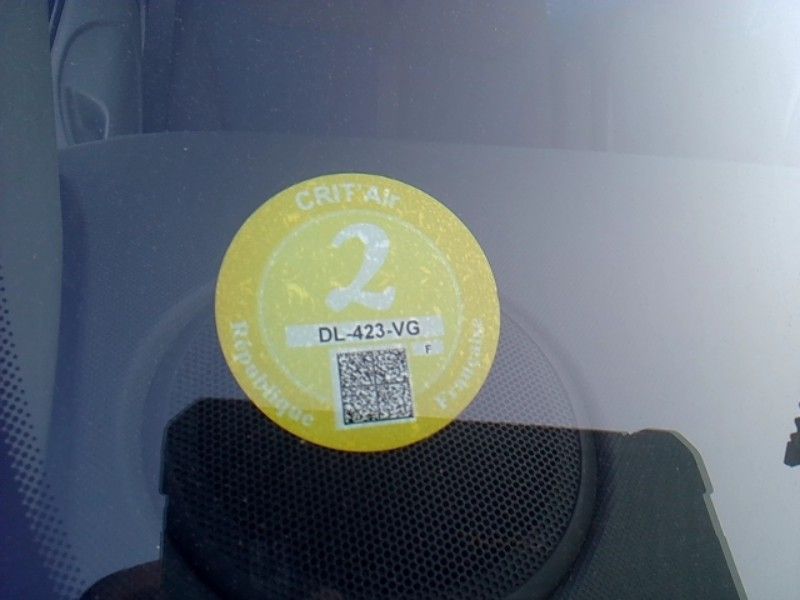 CRIT'Air
2
DL-423-VG
F
République Française